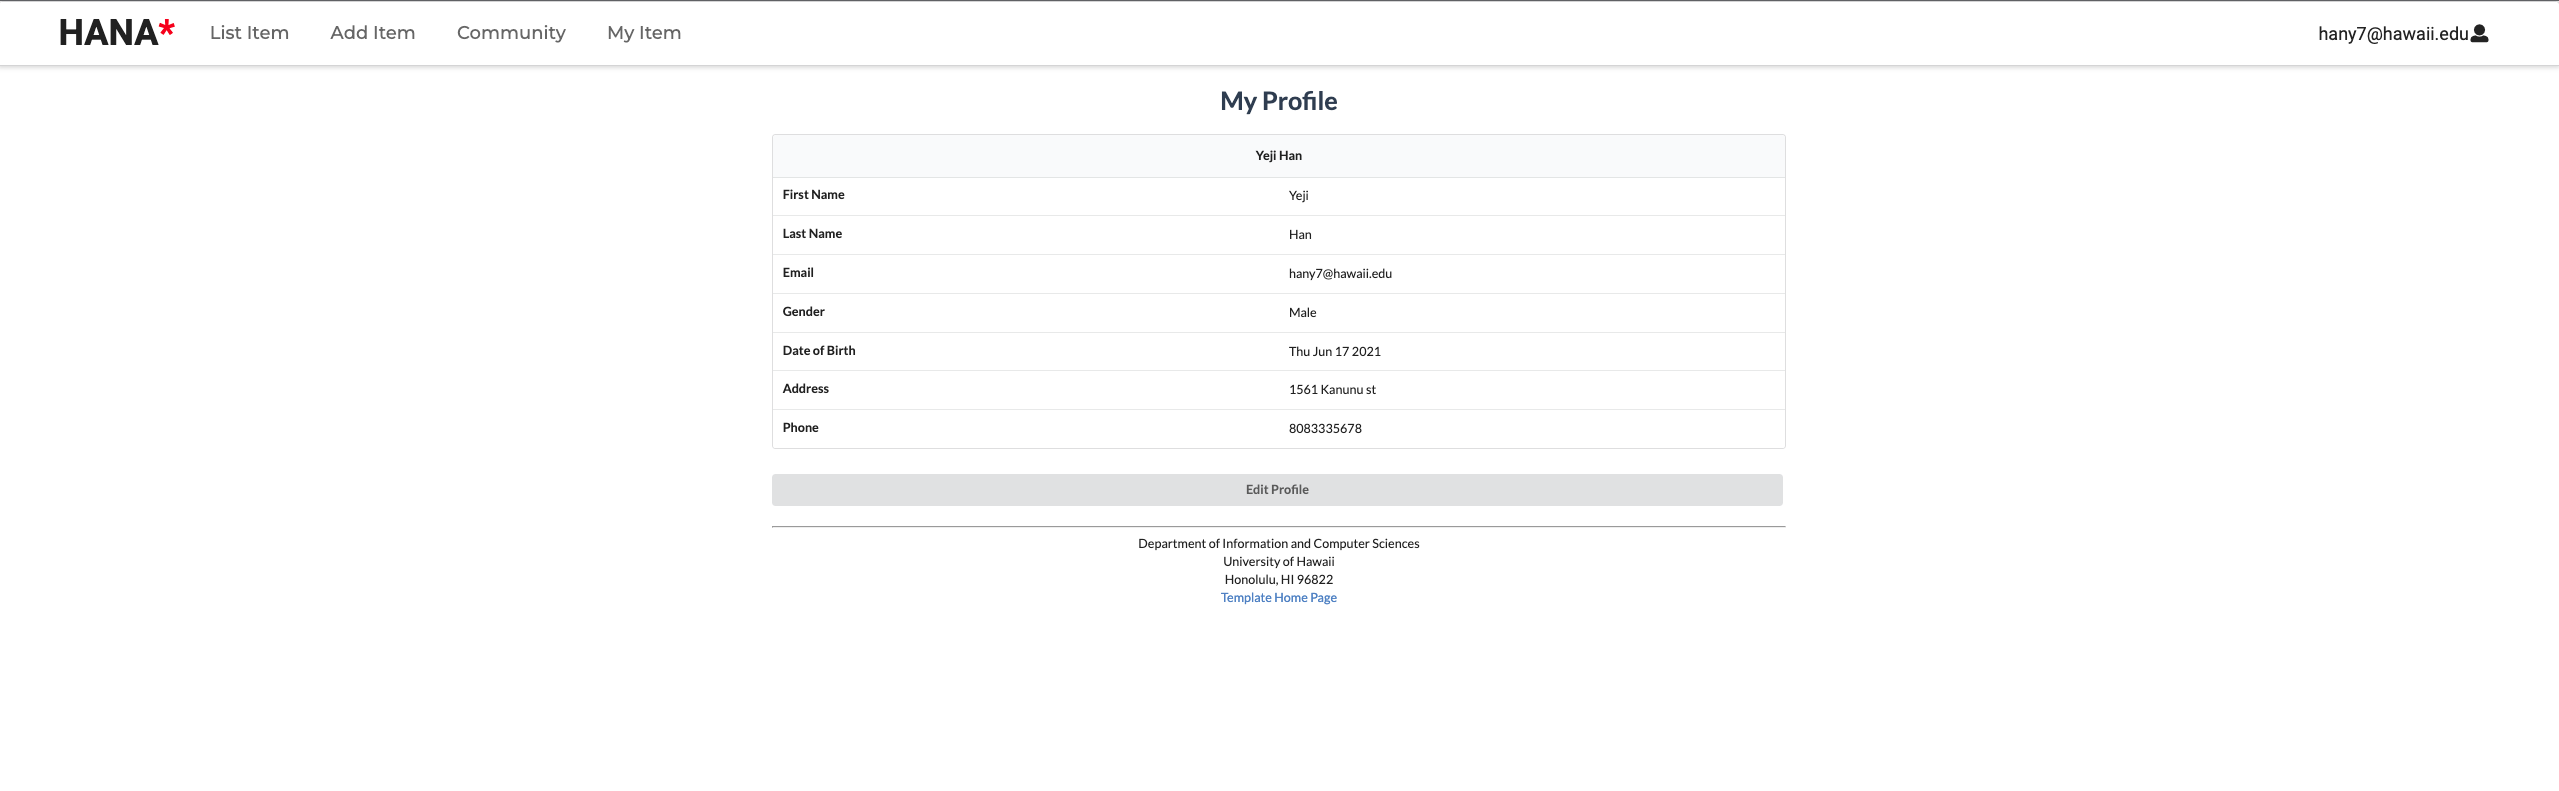 HANA* List Item Add Item Community My Item hany7@hawaii.edu
My Profile
Yeji Han
First Name Yeji
Last Name Han
Email hany7@hawaii.edu
Gender Male
Date of Birth Thu Jun 17 2021
Address 1561 Kanunu st
Phone 8083335678
Edit Profile
Department of Information and Computer Sciences
University of Hawaii
Honolulu, HI 96822
Template Home Page